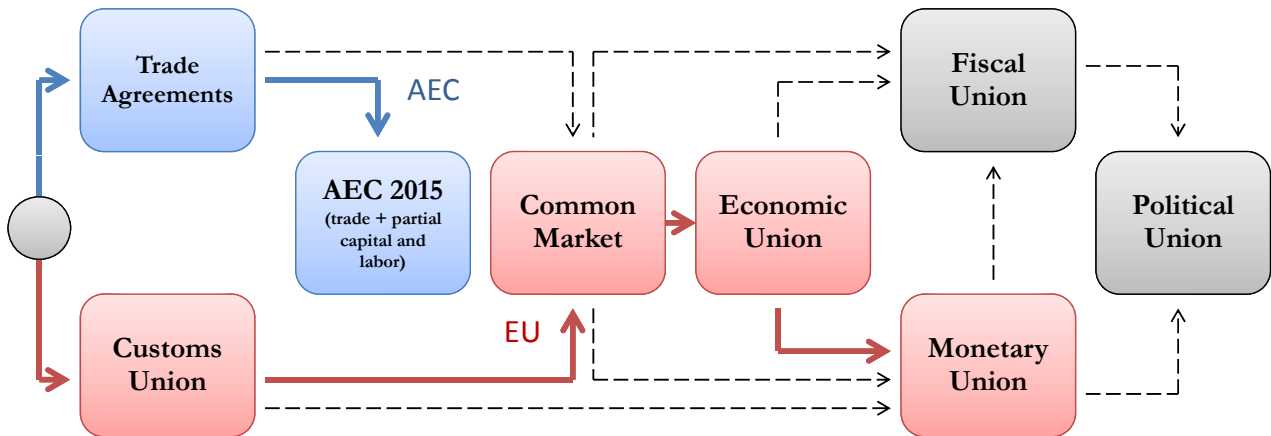 Trade
Agreements
AEC
Fiscal
Union
AEC 2015
(trade + partial
capital and
labor)
Common
Market
Economic
Union
Political
Union
EU
Customs
Union
Monetary
Union